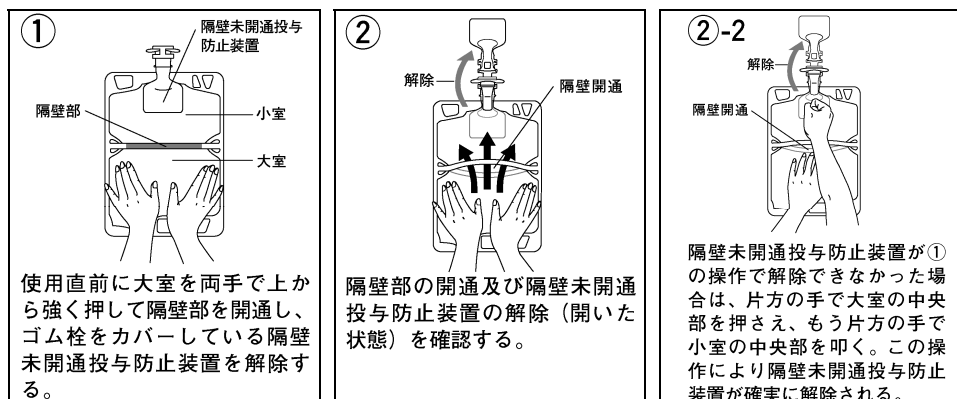 ①
隔壁未開通投与
防止装置
隔壁部
小室
大室
使用直前に大室を両手で上か
ら強く押して隔壁部を開通し、
ゴム栓をカバーしている隔壁
未開通投与防止装置を解除す
る。
②
解除
隔壁開通
隔壁部の開通及び隔壁未開通
投与防止装置の解除（開いた
状態）を確認する。
②-2
解除
隔壁開通
隔壁未開通投与防止装置が①
の操作で解除できなかった場
合は、片方の手で大室の中央
部を押さえ、もう片方の手で
小室の中央部を叩く。この操
作により隔壁未開通投与防止
装置が確実に解除される。